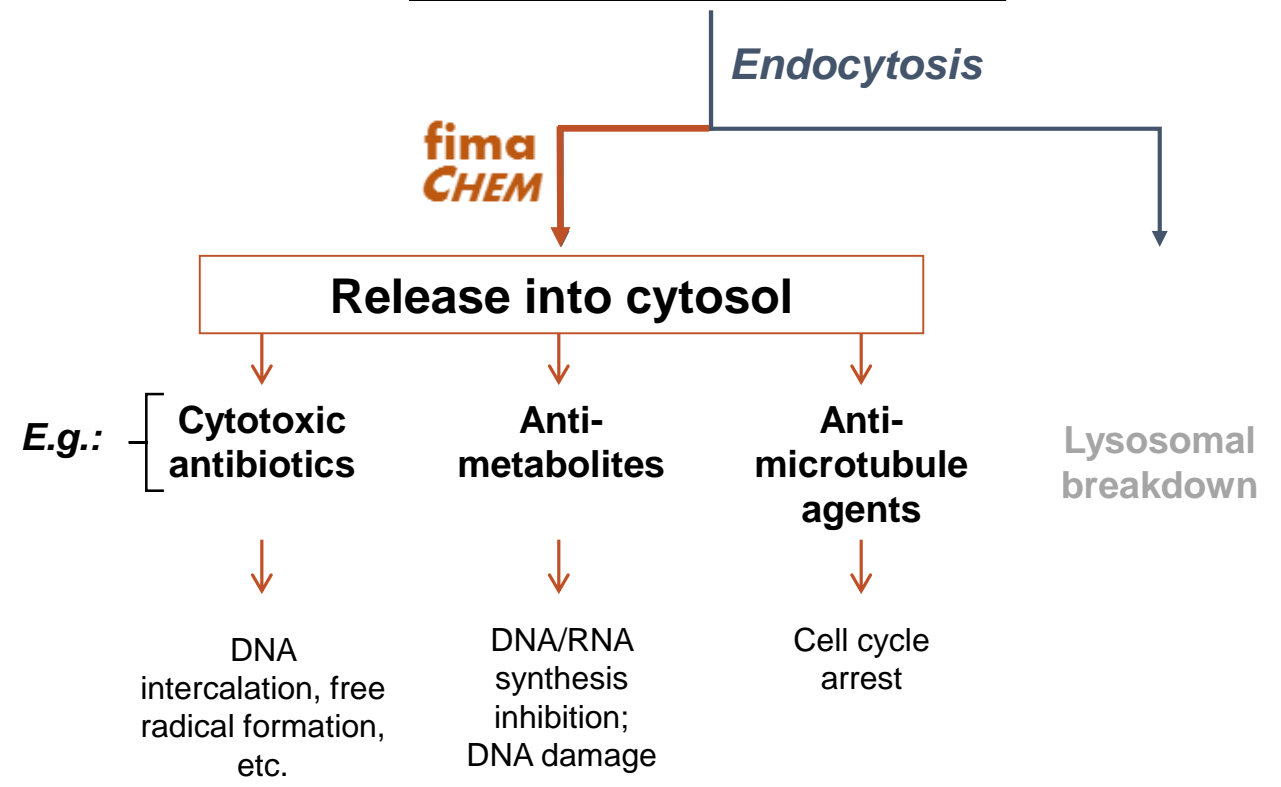 Endocytosis
fima
CHEM
Release into cytosol
E.g.:
Cytotoxic
antibiotics
Anti-
metabolites
Anti-
microtubule
agents
Lysosomal
breakdown
DNA
intercalation, free
radical formation,
etc.
DNA/RNA
synthesis
inhibition;
DNA damage
Cell cycle
arrest